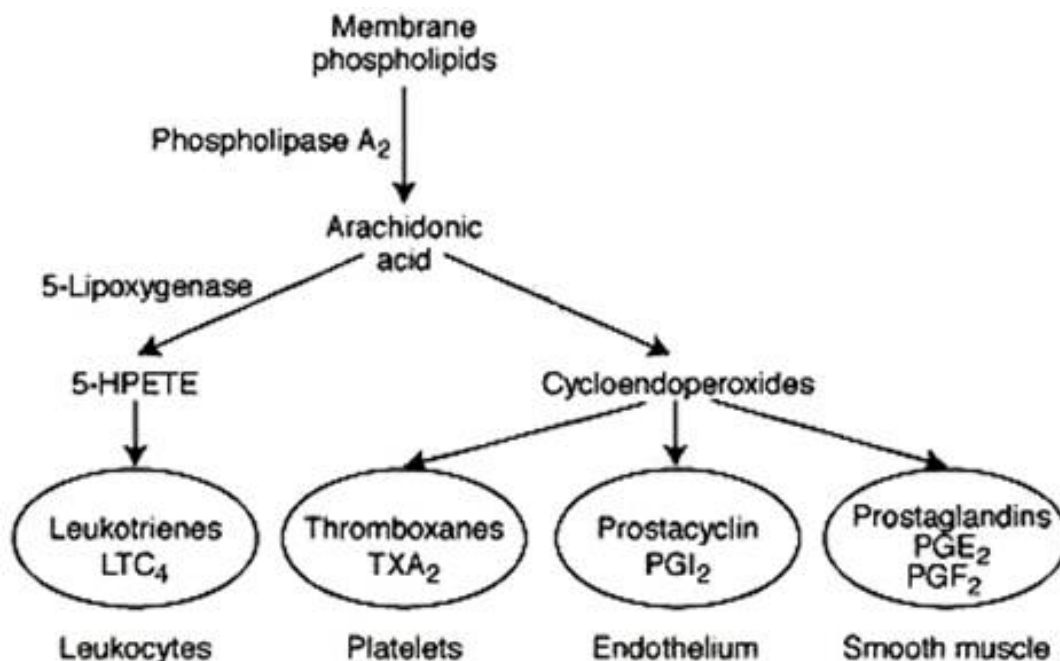 Membrane
phospholipids
Phospholipase A₂
Arachidonic
acid
5-Lipoxygenase
5-HPETE
Cycloendoperoxides
Leukotrienes
LTC₄
Thromboxanes
TXA₂
Prostacyclin
PGI₂
Prostaglandins
PGE₂
PGF₂
Leukocytes
Platelets
Endothelium
Smooth muscle